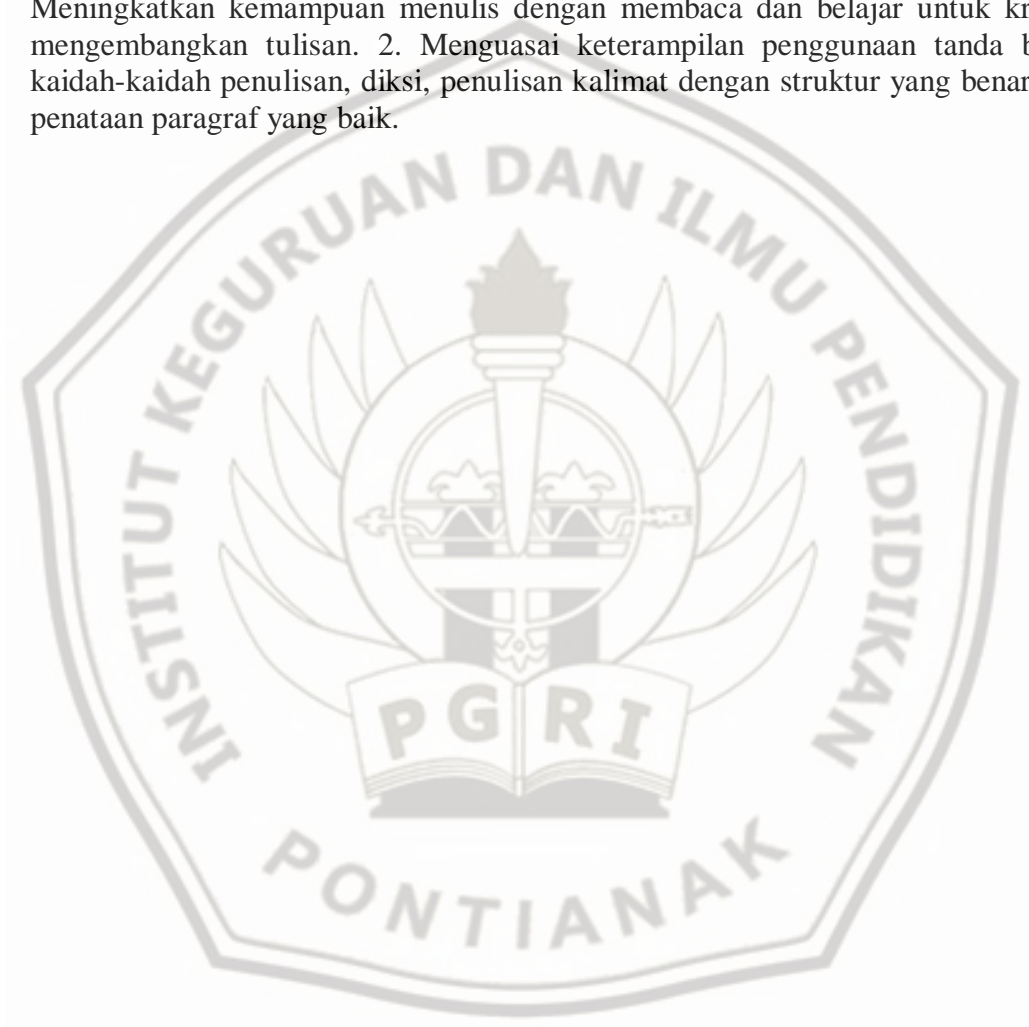 Meningkatkan kemampuan menulis dengan membaca dan belajar untuk
mengembangkan tulisan. 2. Menguasai keterampilan penggunaan tanda
kaidah-kaidah penulisan, diksi, penulisan kalimat dengan struktur yang benar
penataan paragraf yang baik.
INSTITUT KEGURUAN DAN ILMU PENDIDIKAN
PGRI
PONTIANAK